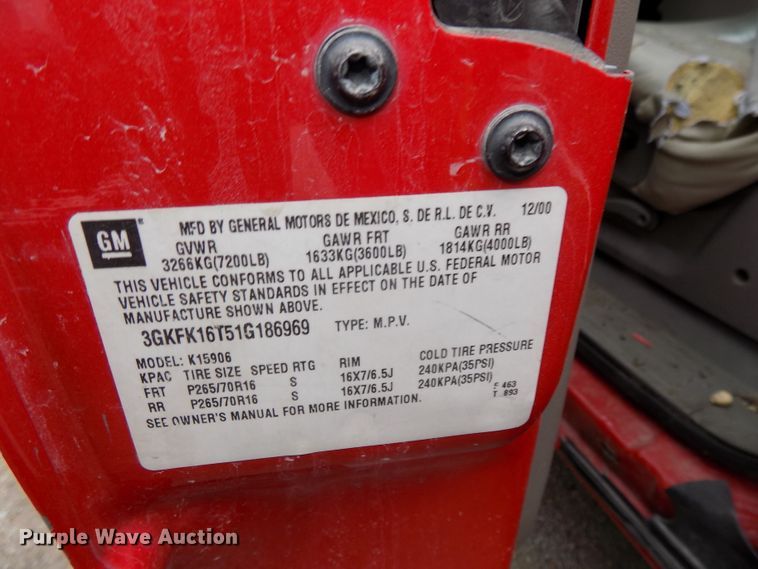 GM
MFD BY GENERAL MOTORS DE MEXICO, S. DE R.L. DE C.V. 12/00
GVWR GAWR FRT GAWR RR
3266KG(7200LB) 1633KG(3600LB) 1814KG(4000LB)
THIS VEHICLE CONFORMS TO ALL APPLICABLE U.S. FEDERAL MOTOR
VEHICLE SAFETY STANDARDS IN EFFECT ON THE DATE OF
MANUFACTURE SHOWN ABOVE.
3GKFK16T51G186969 TYPE: M.P.V.
MODEL: K15906
KPAC TIRE SIZE SPEED RTG RIM COLD TIRE PRESSURE
FRT P265/70R16 S 16X7/6.5J 240KPA(35PSI)
RR P265/70R16 S 16X7/6.5J 240KPA(35PSI) F 463
SEE OWNER'S MANUAL FOR MORE INFORMATION. T 893
Purple Wave Auction